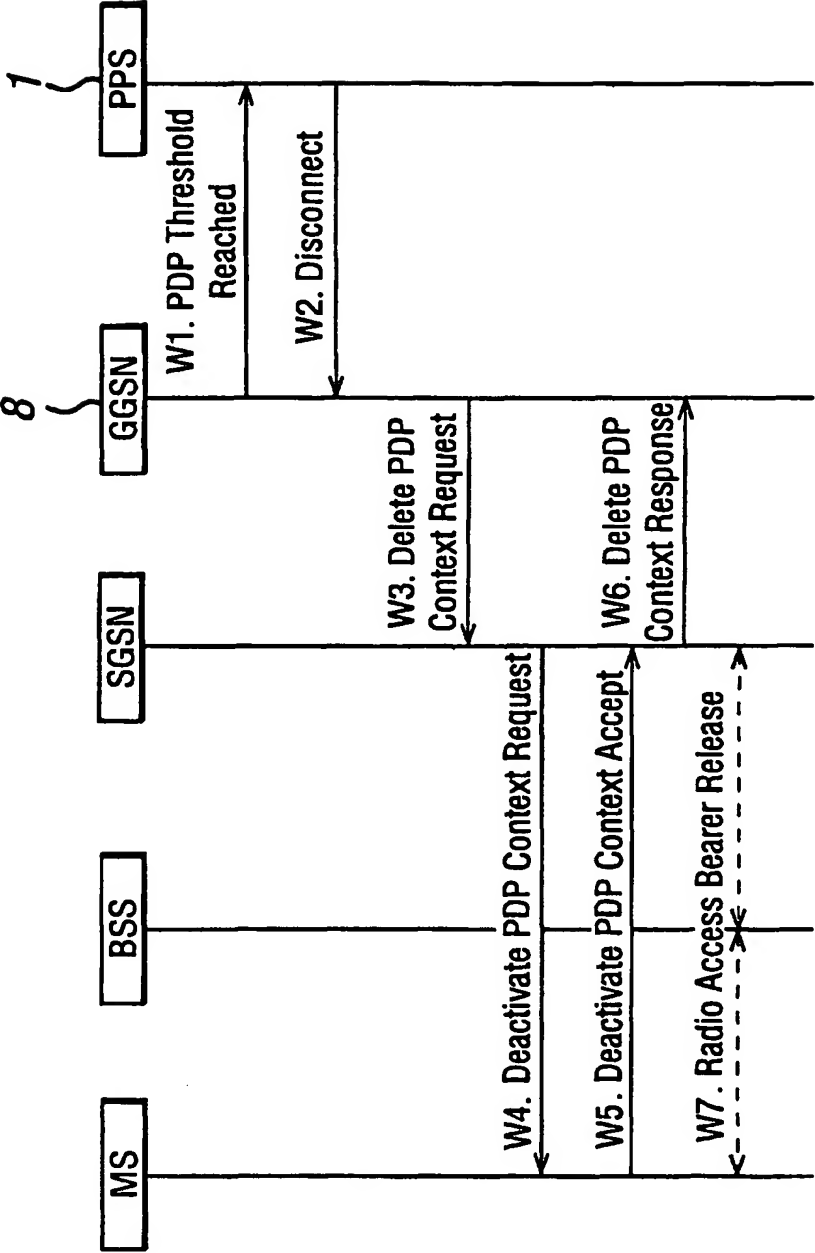 1
8
MS
BSS
SGSN
GGSN
PPS
W1. PDP Threshold
Reached
W2. Disconnect
W3. Delete PDP
Context Request
W4. Deactivate PDP Context Request
W5. Deactivate PDP Context Accept
W6. Delete PDP
Context Response
W7. Radio Access Bearer Release